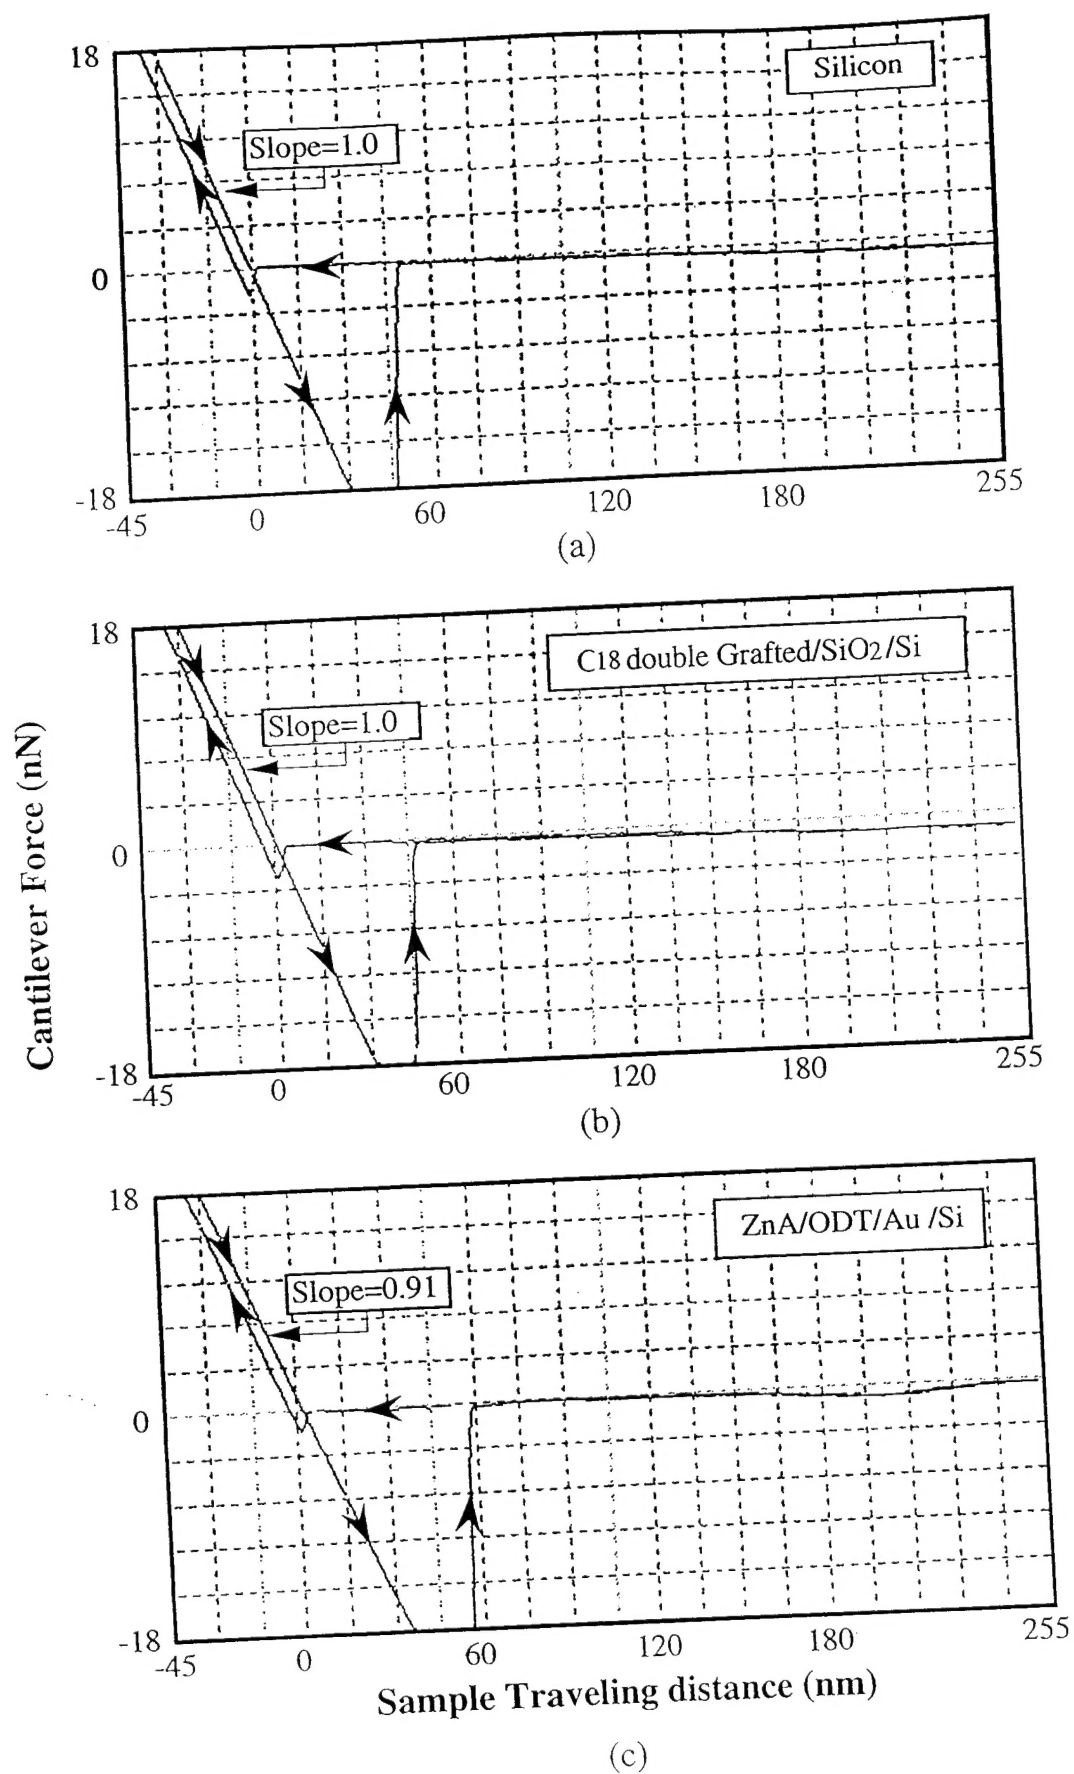 18
Silicon
Slope=1.0
0
-18
-45
0
60
120
180
255
(a)
18
C18 double Grafted/SiO2/Si
Slope=1.0
0
-18
-45
0
60
120
180
255
(b)
Cantilever Force (nN)
18
ZnA/ODT/Au /Si
Slope=0.91
0
-18
-45
0
60
120
180
255
Sample Traveling distance (nm)
(c)